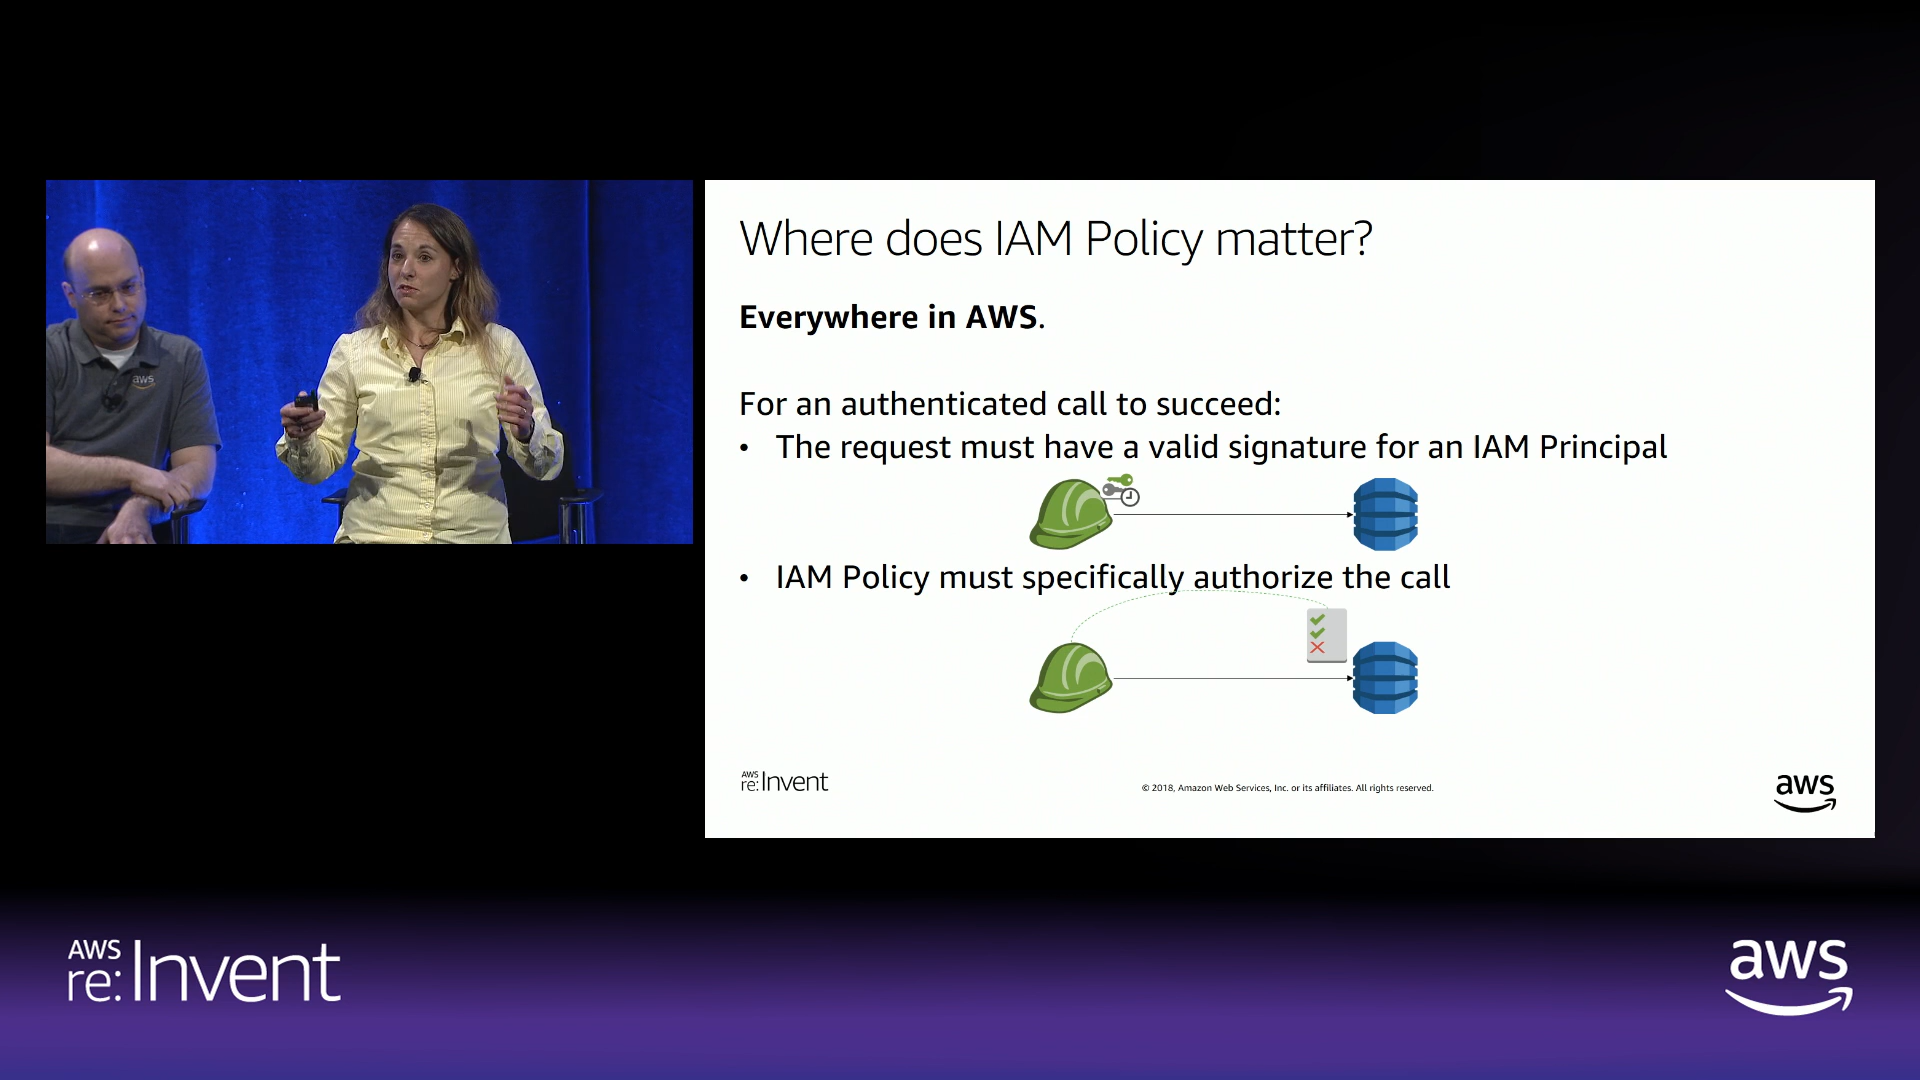 aws
Where does IAM Policy matter?
Everywhere in AWS.
For an authenticated call to succeed:
• The request must have a valid signature for an IAM Principal
• IAM Policy must specifically authorize the call
AWS
re:Invent
© 2018, Amazon Web Services, Inc. or its affiliates. All rights reserved.
aws
AWS
re:Invent
aws